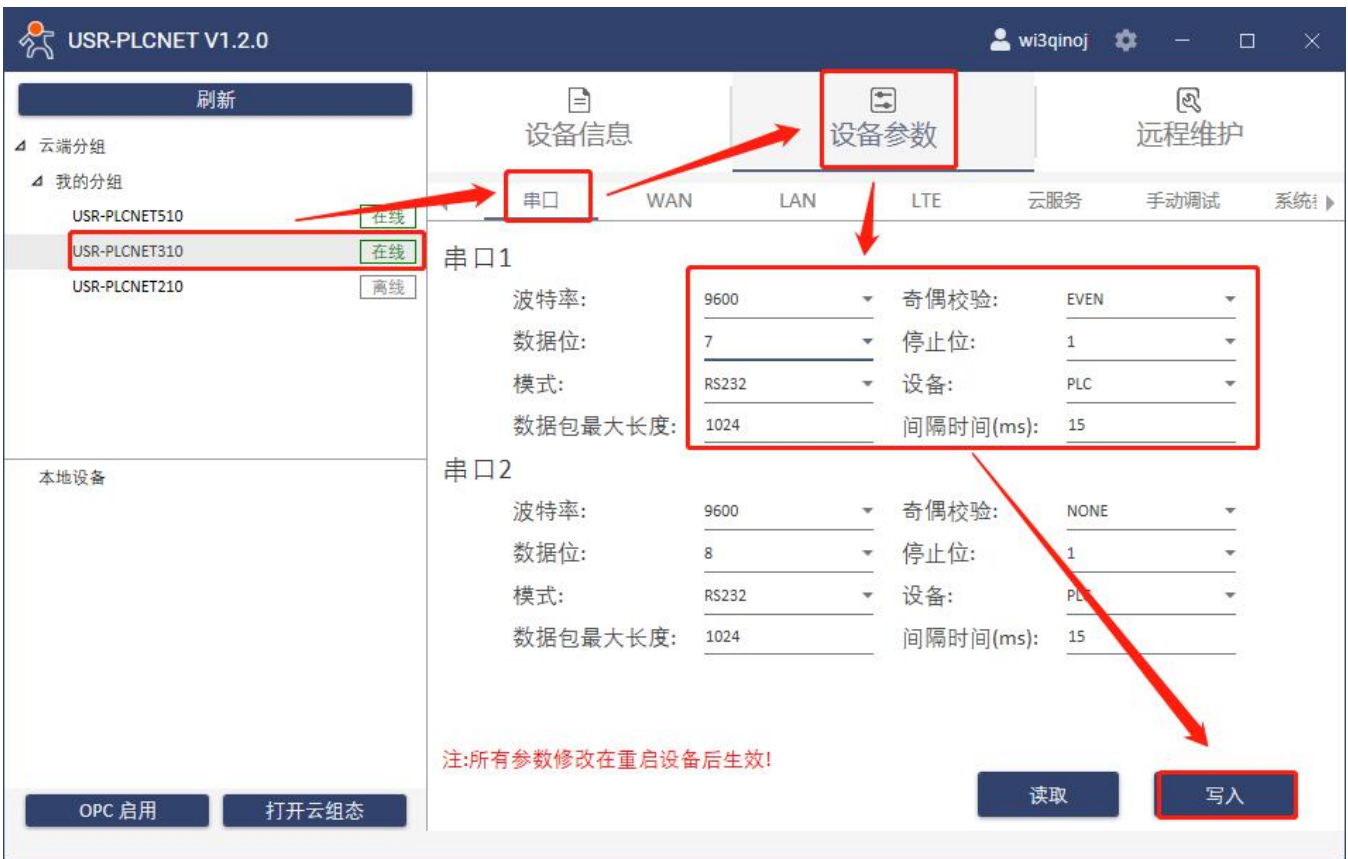 USR-PLCNET V1.2.0
wi3qinoj
刷新
云端分组
我的分组
USR-PLCNET510 在线
USR-PLCNET310 在线
USR-PLCNET210 离线
本地设备
OPC 启用 打开云组态
设备信息 设备参数 远程维护
串口 WAN LAN LTE 云服务 手动调试 系统
串口1
波特率: 9600 奇偶校验: EVEN
数据位: 7 停止位: 1
模式: RS232 设备: PLC
数据包最大长度: 1024 间隔时间(ms): 15
串口2
波特率: 9600 奇偶校验: NONE
数据位: 8 停止位: 1
模式: RS232 设备: PLC
数据包最大长度: 1024 间隔时间(ms): 15
注:所有参数修改在重启设备后生效!
读取 写入